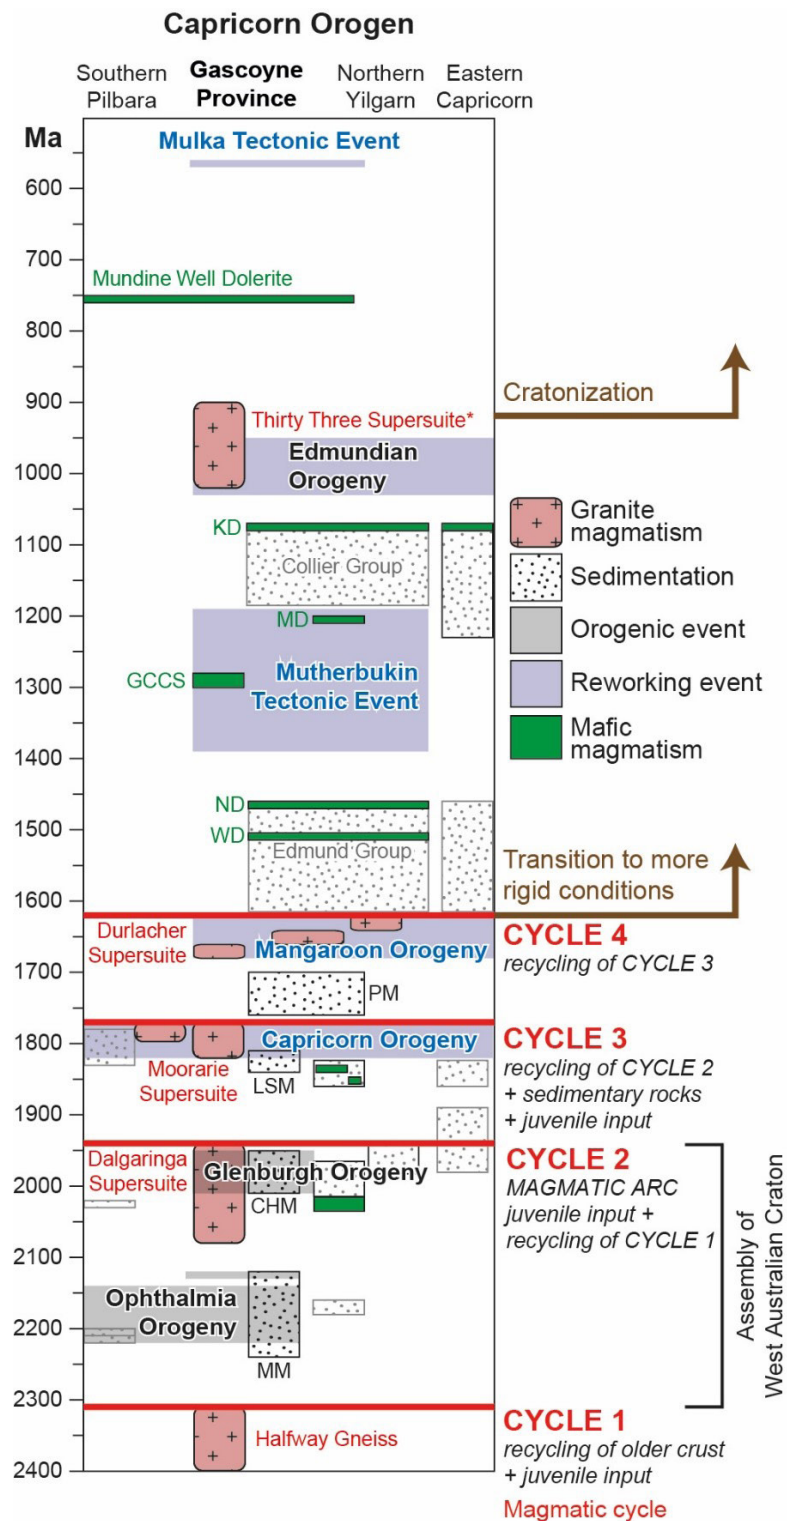 Capricorn Orogen
Southern
Pilbara
Gascoyne
Province
Northern
Yilgarn
Eastern
Capricorn
Ma
Mulka Tectonic Event
600
700
Mundine Well Dolerite
800
Cratonization
900
Thirty Three Supersuite*
Edmundian
Orogeny
1000
Granite
magmatism
KD
1100
Collier Group
Sedimentation
1200
MD
Orogenic event
GCCS
1300
Mutherbukin
Tectonic Event
Reworking event
Mafic
magmatism
1400
ND
1500
WD
Edmund Group
Transition to more
rigid conditions
1600
Durlacher
Supersuite
Mangaroon Orogeny
CYCLE 4
recycling of CYCLE 3
1700
PM
1800
Capricorn Orogeny
CYCLE 3
recycling of CYCLE 2
+ sedimentary rocks
+ juvenile input
Moorarie
Supersuite
LSM
1900
Dalgaringa
Supersuite
Glenburgh Orogeny
CYCLE 2
MAGMATIC ARC
juvenile input +
recycling of CYCLE 1
2000
CHM
2100
Assembly of
West Australian Craton
Ophthalmia
Orogeny
2200
MM
2300
CYCLE 1
recycling of older crust
+ juvenile input
Halfway Gneiss
2400
Magmatic cycle